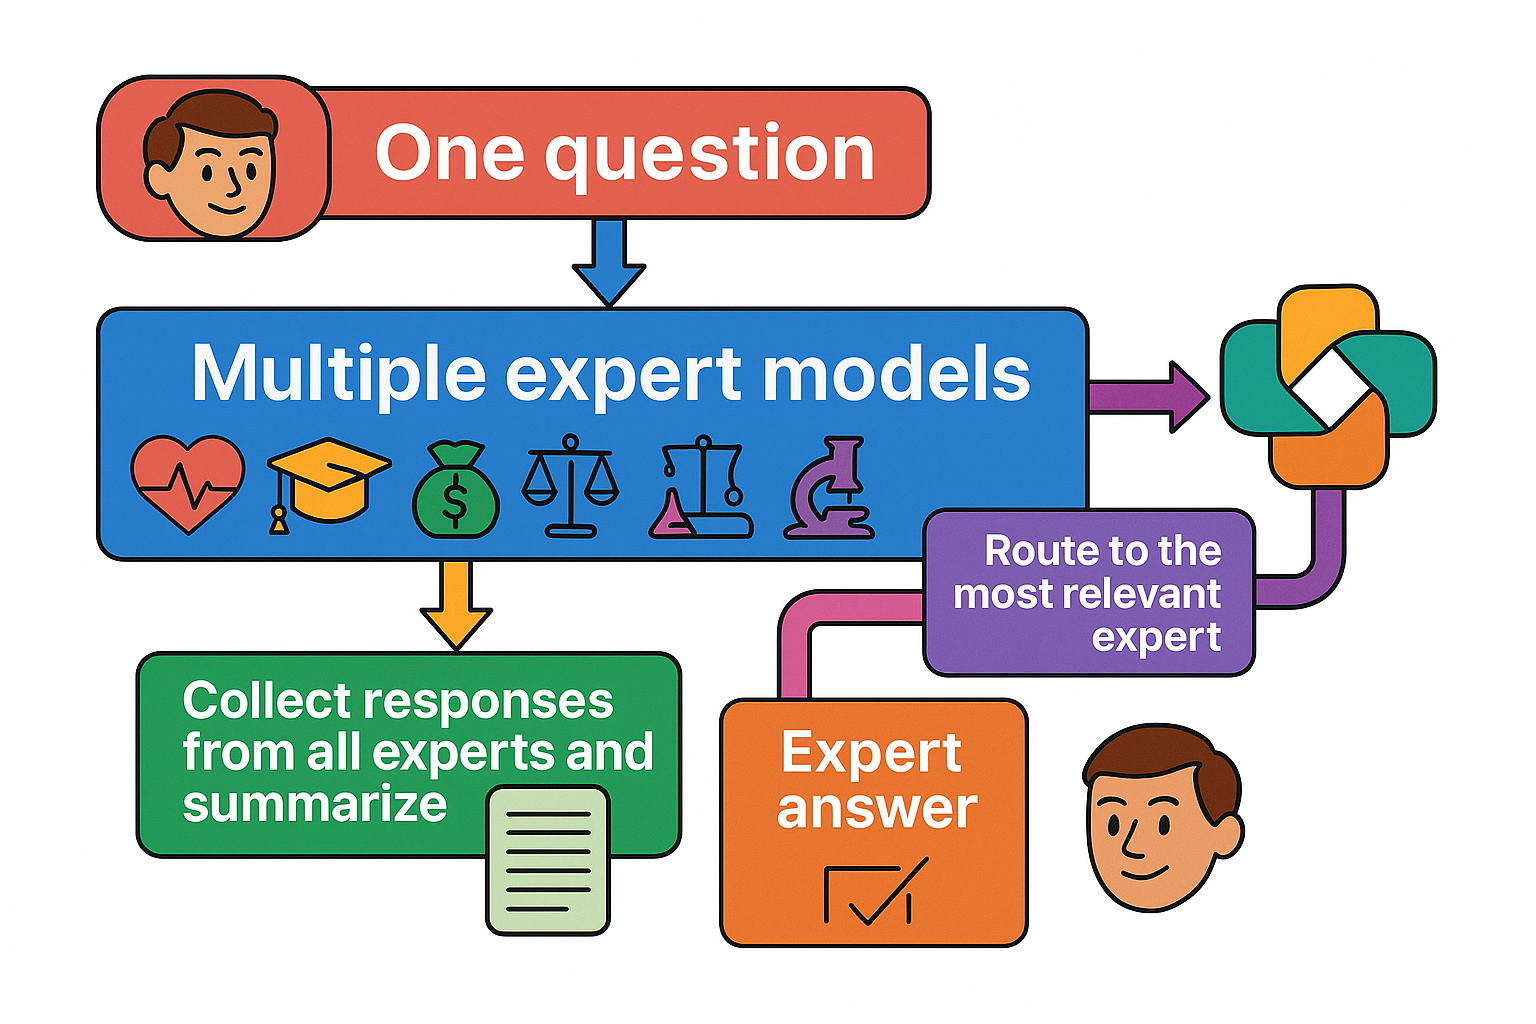 One question
Multiple expert models
$
Route to the
most relevant
expert
Collect responses
from all experts and
summarize
Expert
answer